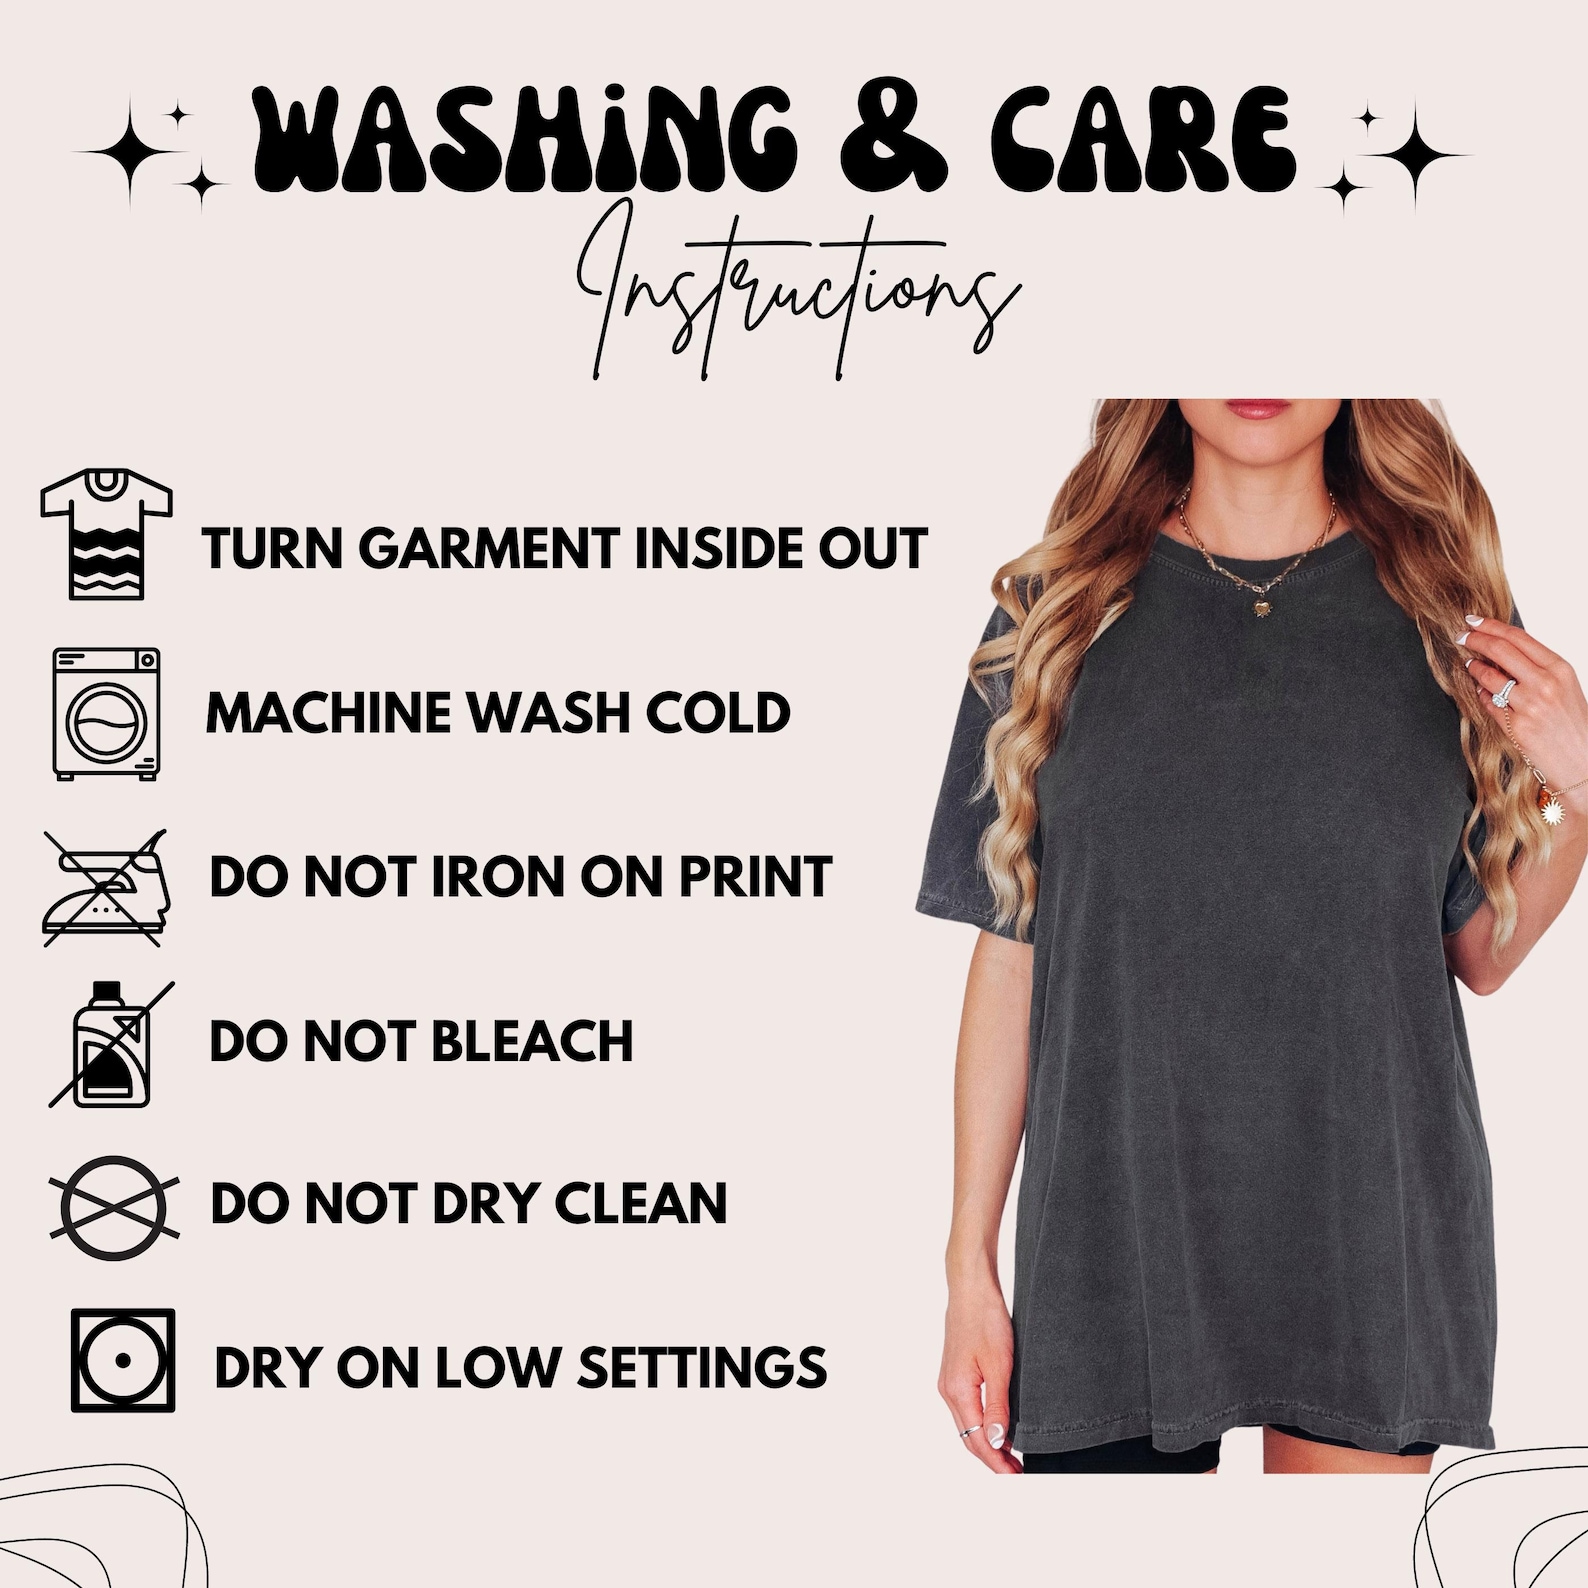 WASHiNG & CARE
Instructions
TURN GARMENT INSIDE OUT
MACHINE WASH COLD
DO NOT IRON ON PRINT
DO NOT BLEACH
DO NOT DRY CLEAN
DRY ON LOW SETTINGS